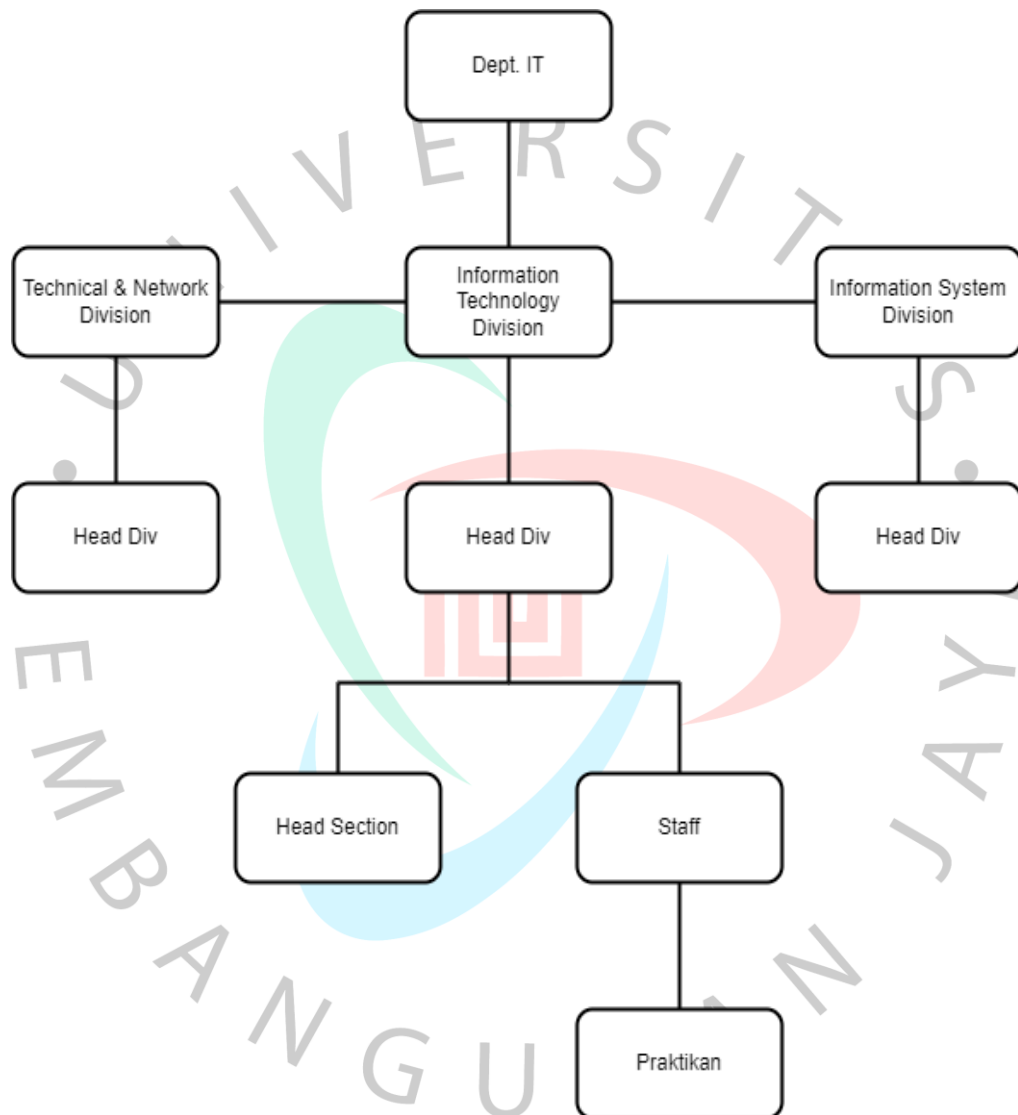 Dept. IT
Technical & Network
Division
Information
Technology
Division
Information System
Division
Head Div
Head Div
Head Div
Head Section
Staff
Praktikan